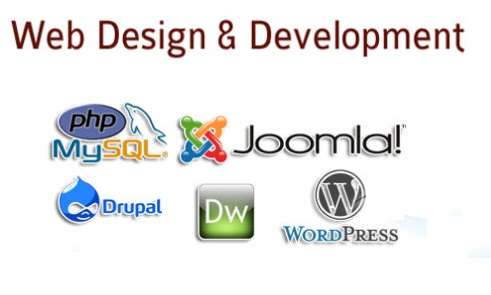 Web Design & Development
php
MySQL
Joomla!
Drupal
Dw
W
WORDPRESS